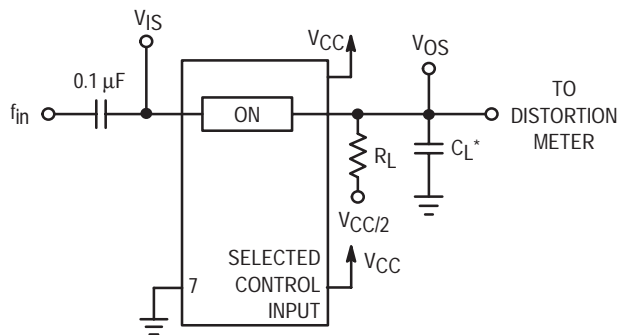 VIS
VCC
VOS
0.1 μF
fin
ON
TO
DISTORTION
METER
RL
CL*
VCC/2
SELECTED
CONTROL
INPUT
7
VCC